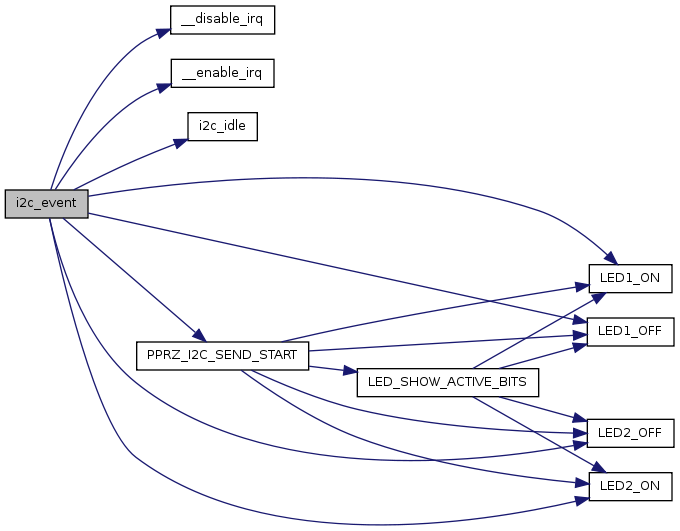 __disable_irq
__enable_irq
i2c_idle
i2c_event
LED1_ON
LED1_OFF
PPRZ_I2C_SEND_START
LED_SHOW_ACTIVE_BITS
LED2_OFF
LED2_ON